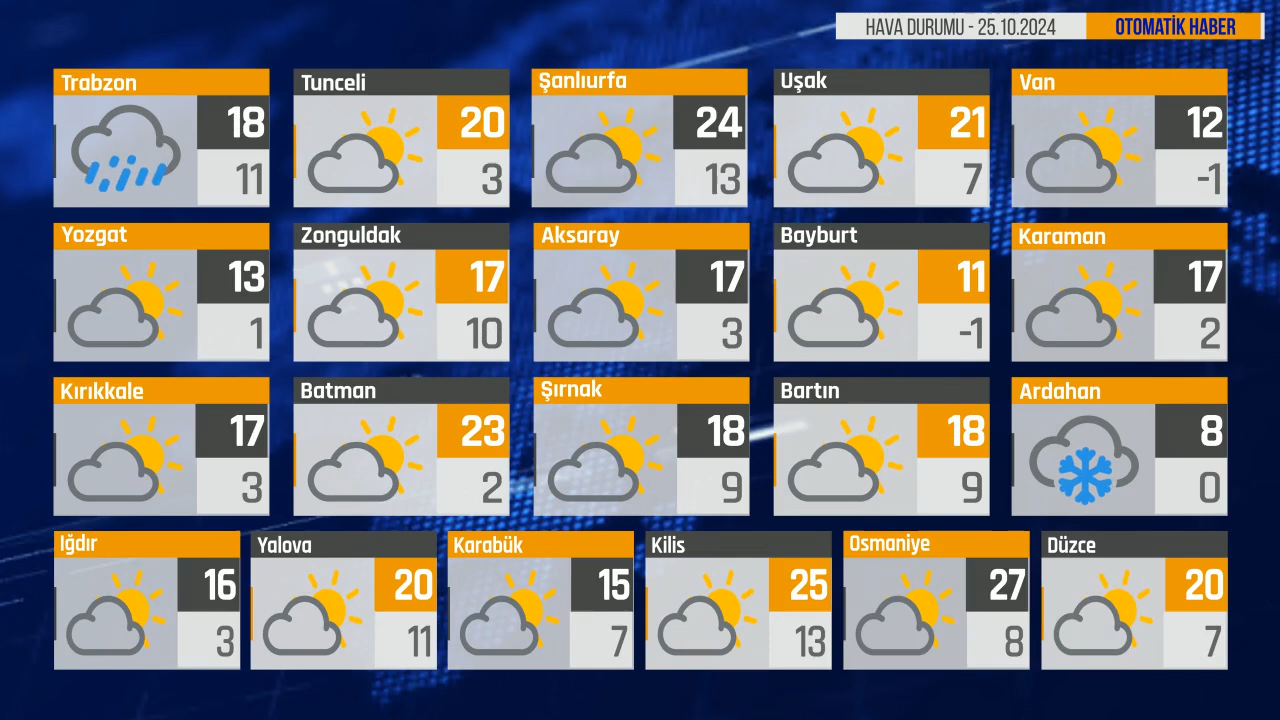 HAVA DURUMU - 25.10.2024 OTOMATİK HABER
Trabzon
18
11
Tunceli
20
3
Şanlıurfa
24
13
Uşak
21
7
Van
12
-1
Yozgat
13
1
Zonguldak
17
10
Aksaray
17
3
Bayburt
11
-1
Karaman
17
2
Kırıkkale
17
3
Batman
23
2
Şırnak
18
9
Bartın
18
9
Ardahan
8
0
Iğdır
16
3
Yalova
20
11
Karabük
15
7
Kilis
25
13
Osmaniye
27
8
Düzce
20
7